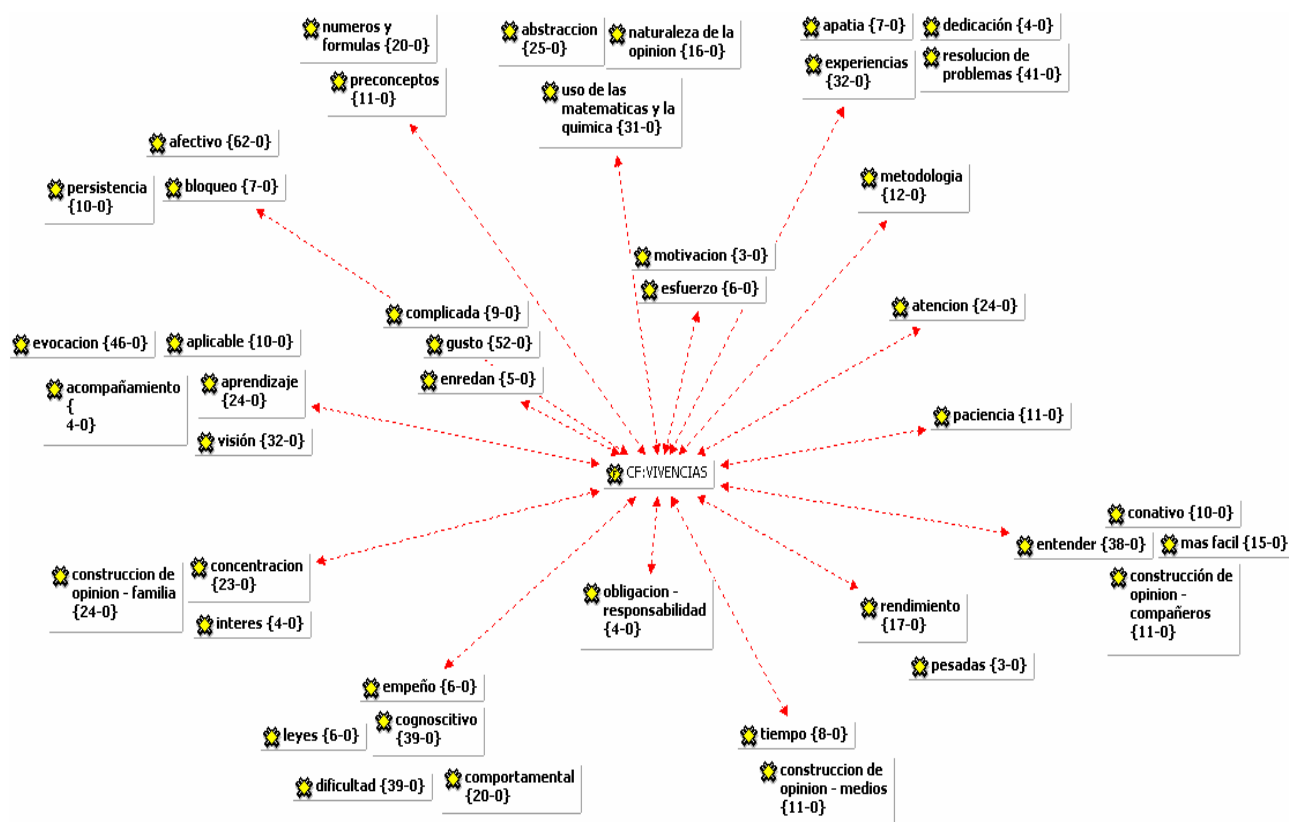 numeros y
formulas {20-0}
preconceptos
{11-0}
abstraccion
{25-0}
naturaleza de la
opinion {16-0}
uso de las
matematicas y la
quimica {31-0}
apatia {7-0}
dedicación {4-0}
experiencias
{32-0}
resolucion de
problemas {41-0}
afectivo {62-0}
persistencia
{10-0}
bloqueo {7-0}
metodologia
{12-0}
motivacion {3-0}
esfuerzo {6-0}
complicada {9-0}
atencion {24-0}
evocacion {46-0}
aplicable {10-0}
gusto {52-0}
enredan {5-0}
acompañamiento
{
4-0}
aprendizaje
{24-0}
visión {32-0}
paciencia {11-0}
CF:VIVENCIAS
conativo {10-0}
entender {38-0}
mas facil {15-0}
construcción de
opinion -
compañeros
{11-0}
construccion de
opinion - familia
{24-0}
concentracion
{23-0}
interes {4-0}
obligacion -
responsabilidad
{4-0}
rendimiento
{17-0}
pesadas {3-0}
empeño {6-0}
leyes {6-0}
cognoscitivo
{39-0}
dificultad {39-0}
comportamental
{20-0}
tiempo {8-0}
construccion de
opinion - medios
{11-0}